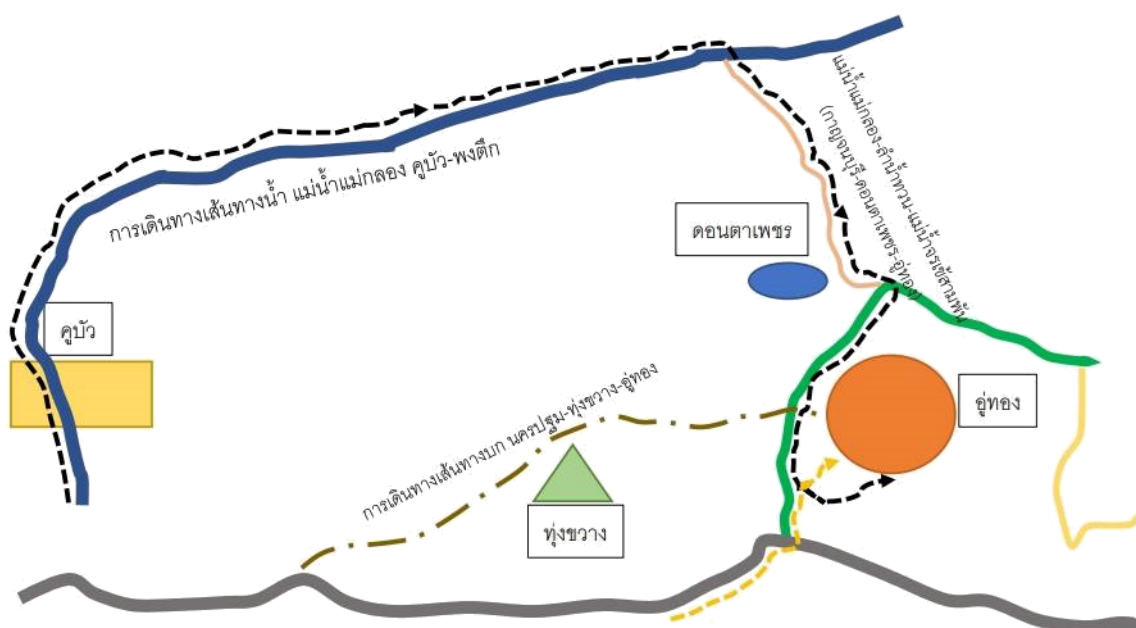 การเดินทางเส้นทางน้ำ แม่น้ำแม่กลอง คูบัว-พงตึก
แม่น้ำแม่กลอง-ลำน้ำทวน-แม่น้ำจรเข้สามพัน
(กาญจนบุรี-ดอนตาเพชร-อู่ทอง)
ดอนตาเพชร
คูบัว
การเดินทางเส้นทางบก นครปฐม-ทุ่งขวาง-อู่ทอง
อู่ทอง
ทุ่งขวาง